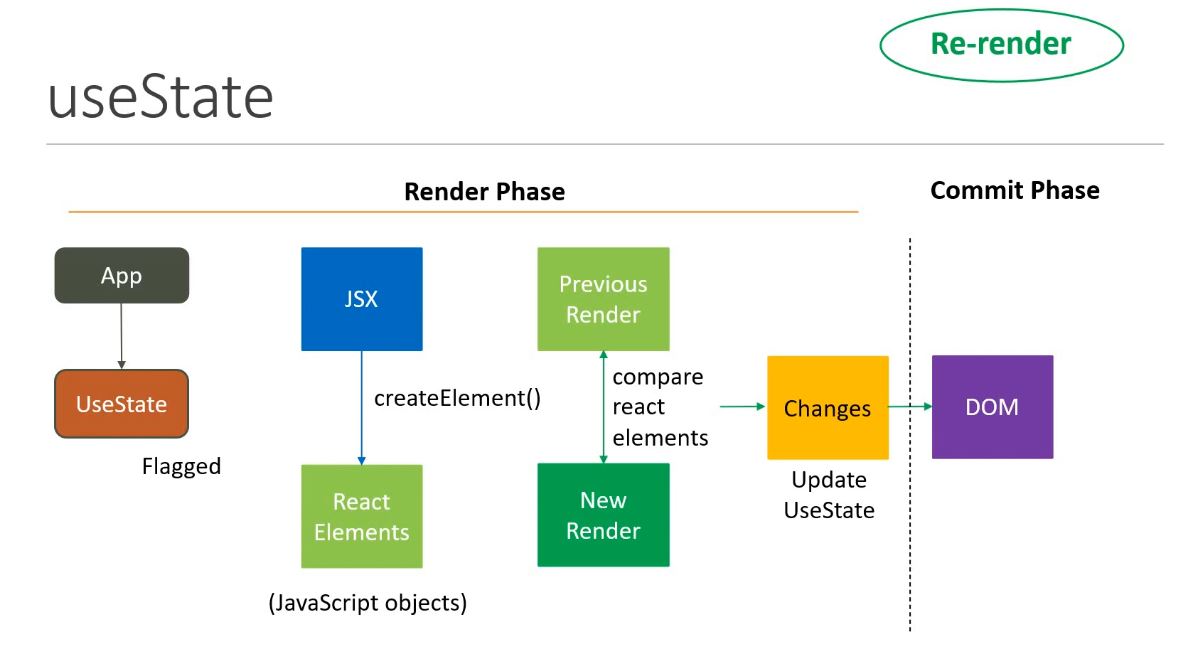 Re-render
useState
Render Phase
Commit Phase
App
UseState
Flagged
JSX
createElement()
React
Elements
(JavaScript objects)
Previous
Render
compare
react
elements
New
Render
Changes
Update
UseState
DOM